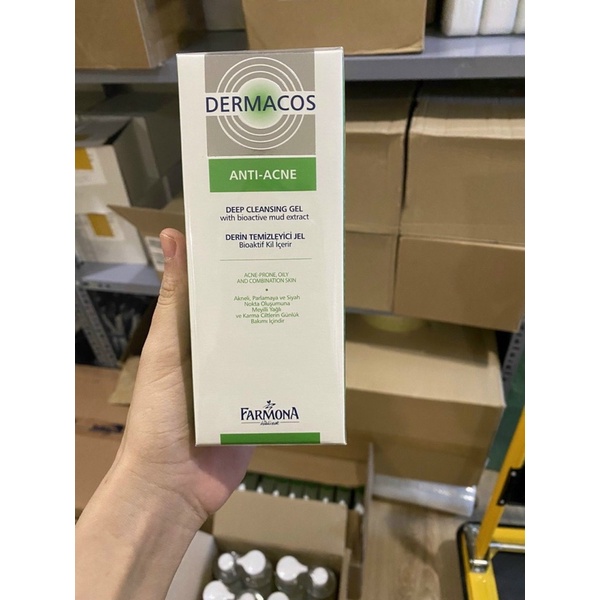 DERMACOS
ANTI-ACNE
DEEP CLEANSING GEL
with bioactive mud extract
DERİN TEMİZLEYİCİ JEL
Bioaktif Kil İçerir
ACNE-PRONE, OILY
AND COMBINATION SKIN
Akneik, Parlamaya ve Siyah
Nokta Oluşumuna
Meyilli Yağlı
ve Karma Ciltlerin Günlük
Bakımı İçindir
FARMONA